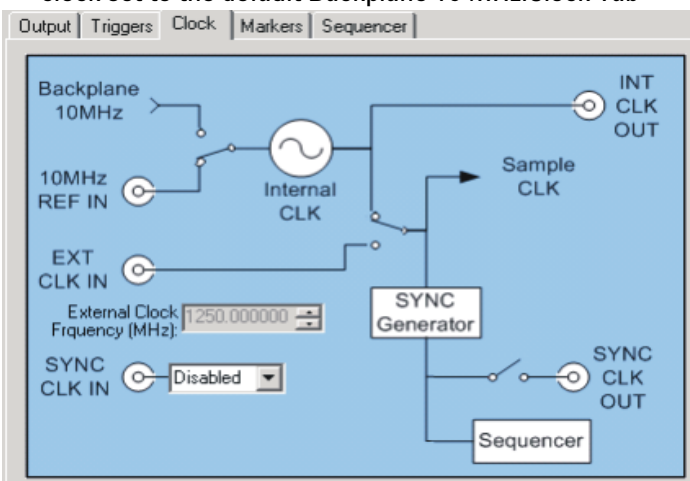 Output Triggers Clock Markers Sequencer
Backplane
10MHz
INT
CLK
OUT
10MHz
REF IN
Internal
CLK
Sample
CLK
EXT
CLK IN
External Clock
Frquency (MHz):
1250.000000
SYNC
Generator
SYNC
CLK IN
Disabled
SYNC
CLK
OUT
Sequencer